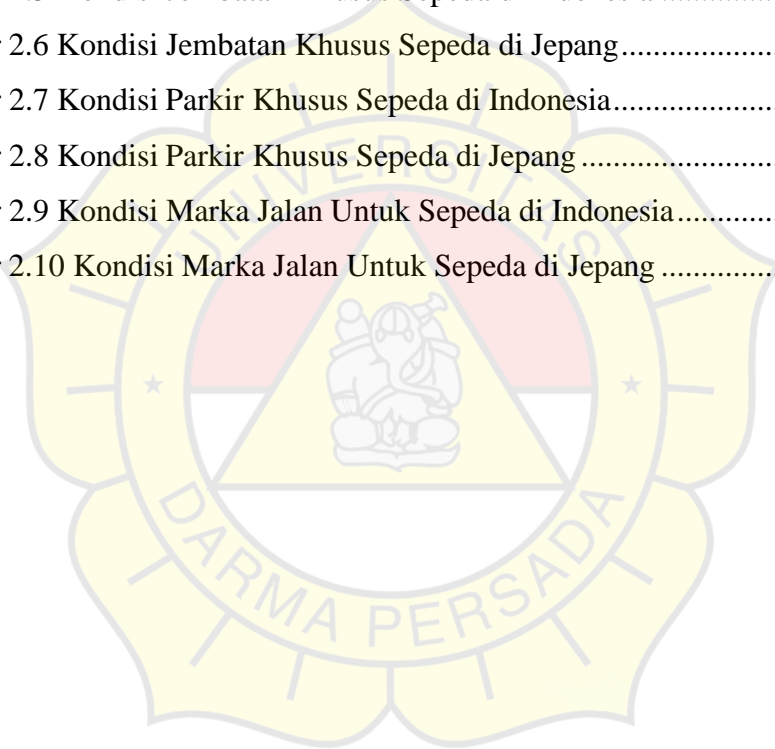 2.6 Kondisi Jembatan Khusus Sepeda di Jepang
2.7 Kondisi Parkir Khusus Sepeda di Indonesia
2.8 Kondisi Parkir Khusus Sepeda di Jepang
2.9 Kondisi Marka Jalan Untuk Sepeda di Indonesia
2.10 Kondisi Marka Jalan Untuk Sepeda di Jepang
UNIVERSITAS
DARMA PERSADA